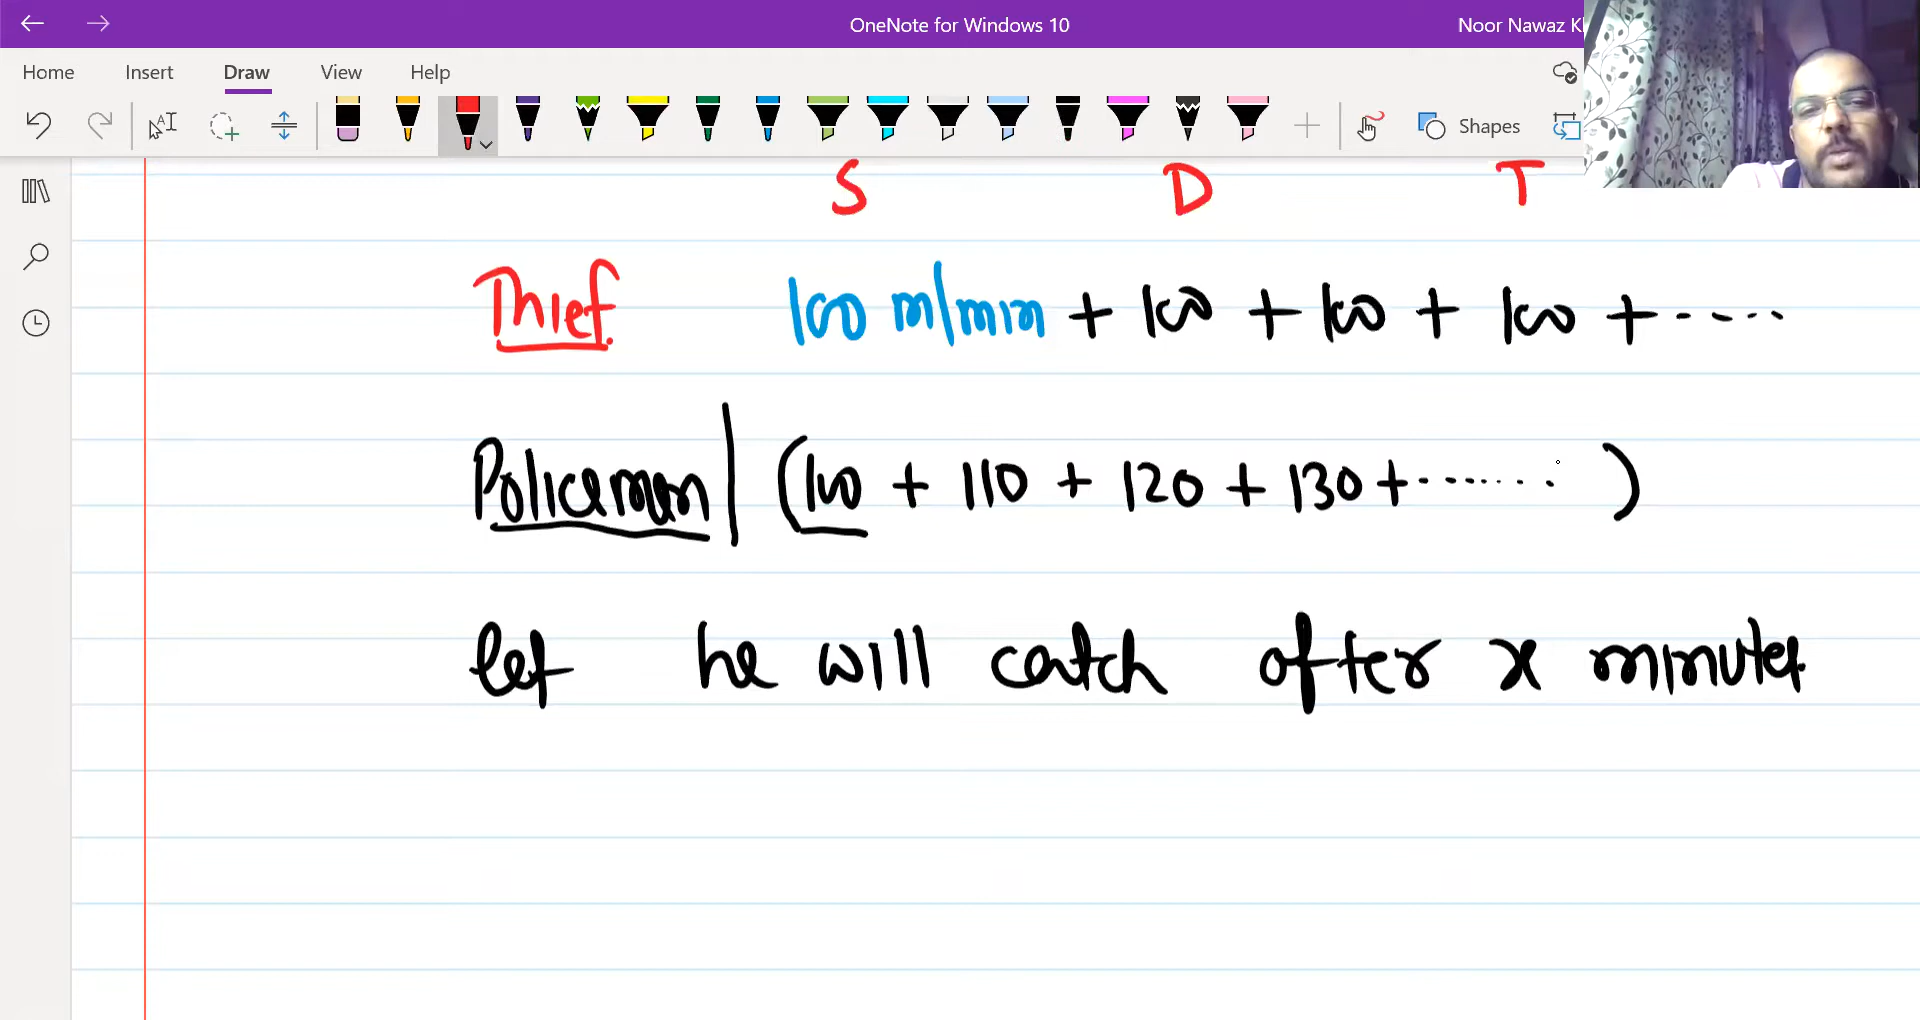 OneNote for Windows 10
Noor Nawaz K
Home Insert Draw View Help
Shapes
S D T
Thief 100 m/min + 100 + 100 + 100 + -----
Policeman | (100 + 110 + 120 + 130 + ....... )
let he will catch after x minutes